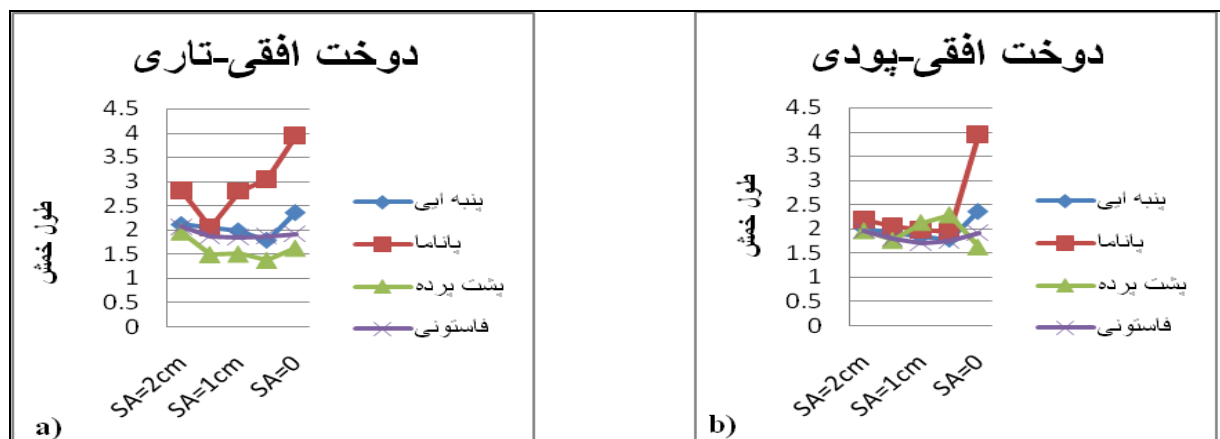 دوخت افقی-تاری
4.5
4
3.5
3
2.5
2
1.5
1
0.5
0
طول خمش
SA=2cm
SA=1cm
SA=0
پنبه ایی
پاناما
پشت پرده
فاستونی
a)
دوخت افقی-پودی
4.5
4
3.5
3
2.5
2
1.5
1
0.5
0
طول خمش
SA=2cm
SA=1cm
SA=0
پنبه ایی
پاناما
پشت پرده
فاستونی
b)